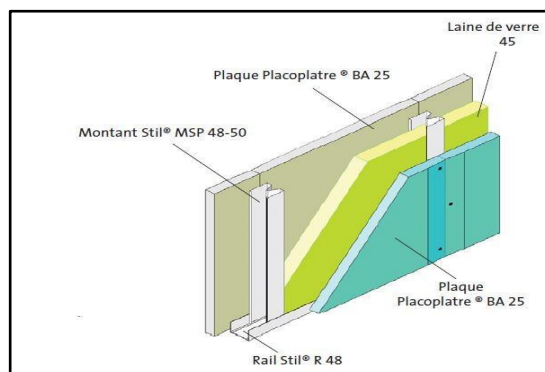 Laine de verre
45
Plaque Placoplatre ® BA 25
Montant Stil® MSP 48-50
Plaque
Placoplatre ® BA 25
Rail Stil® R 48